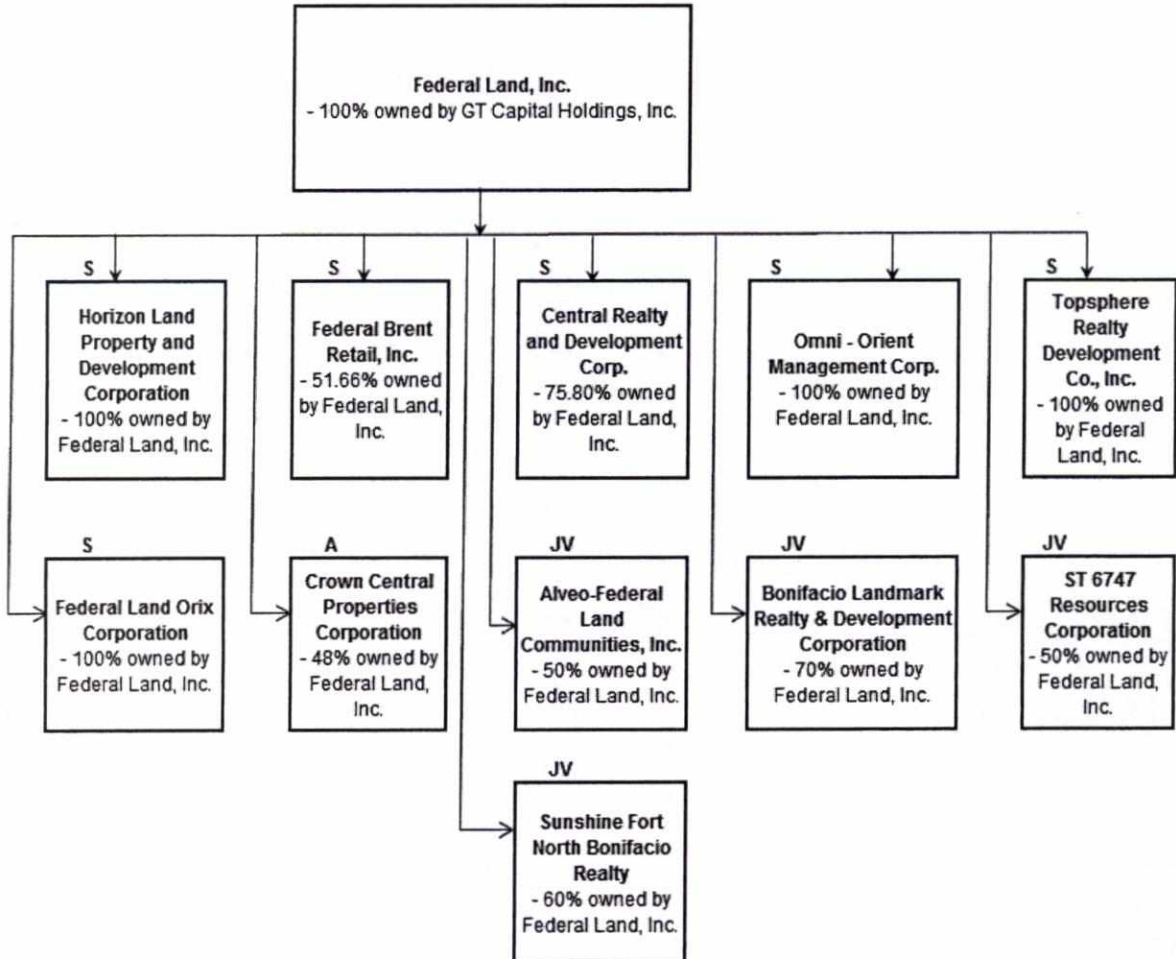 Federal Land, Inc.
- 100% owned by GT Capital Holdings, Inc.
S
Horizon Land
Property and
Development
Corporation
- 100% owned by
Federal Land, Inc.
S
Federal Brent
Retail, Inc.
- 51.66% owned
by Federal Land,
Inc.
S
Central Realty
and Development
Corp.
- 75.80% owned
by Federal Land,
Inc.
S
Omni - Orient
Management Corp.
- 100% owned by
Federal Land, Inc.
S
Topsphere
Realty
Development
Co., Inc.
- 100% owned
by Federal
Land, Inc.
S
Federal Land Orix
Corporation
- 100% owned by
Federal Land, Inc.
A
Crown Central
Properties
Corporation
- 48% owned by
Federal Land,
Inc.
JV
Alveo-Federal
Land
Communities, Inc.
- 50% owned by
Federal Land, Inc.
JV
Bonifacio Landmark
Realty & Development
Corporation
- 70% owned by
Federal Land, Inc.
JV
ST 6747
Resources
Corporation
- 50% owned by
Federal Land,
Inc.
JV
Sunshine Fort
North Bonifacio
Realty
- 60% owned by
Federal Land, Inc.